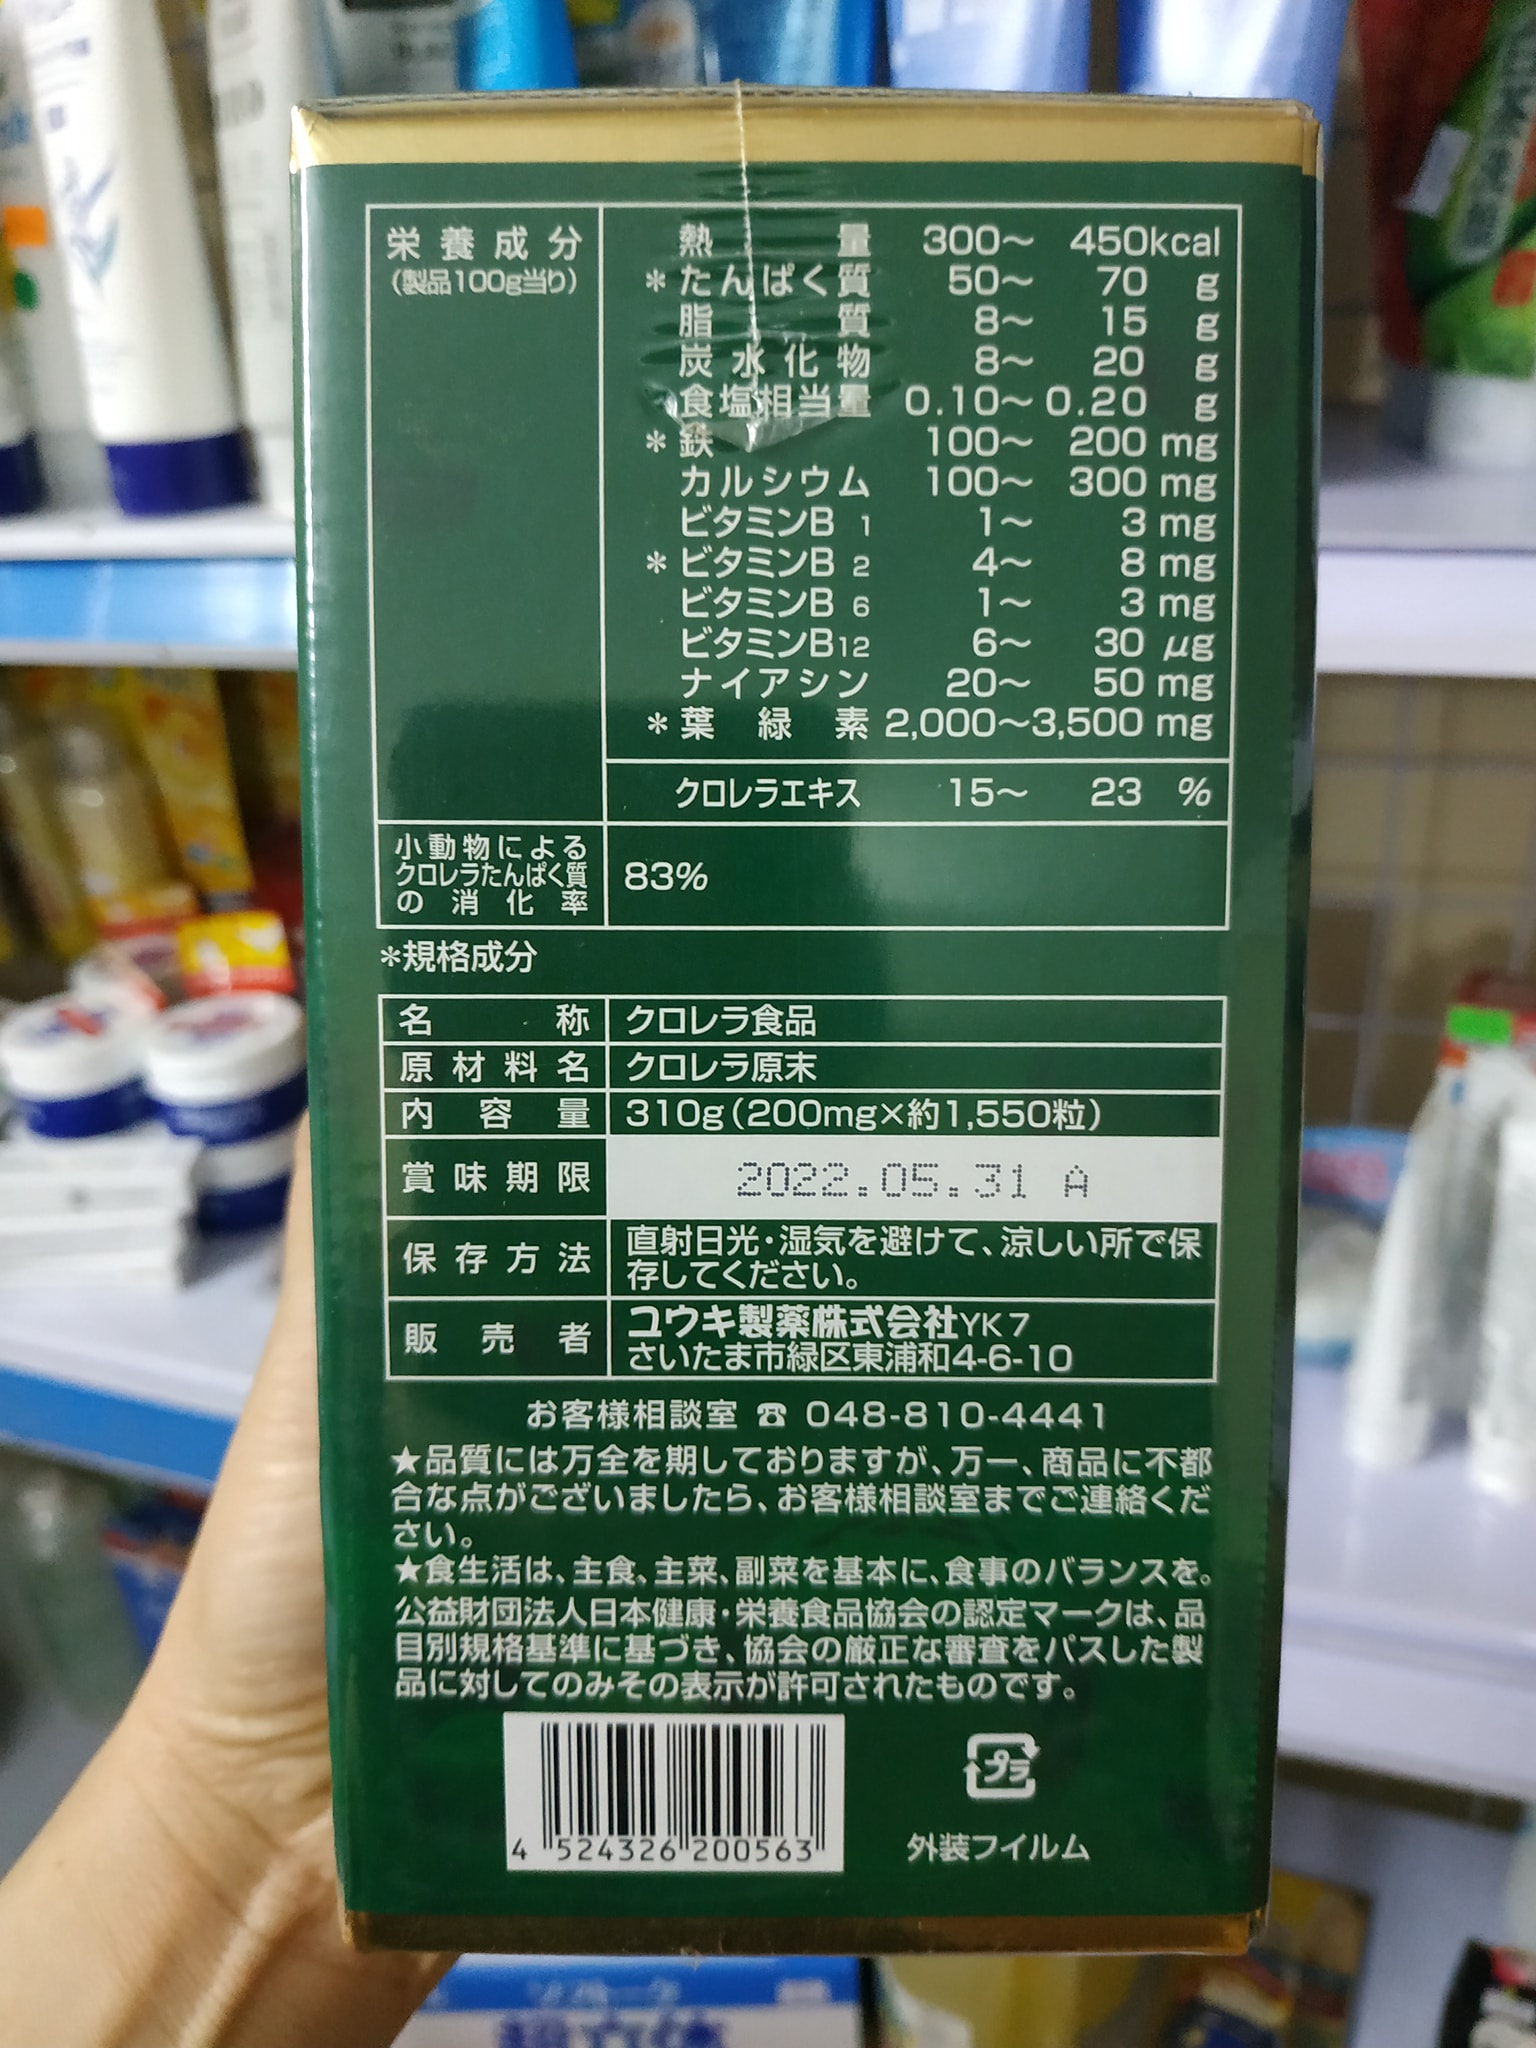 栄養成分
(製品100g当り)
熱量 300～ 450kcal
*たんぱく質 50～ 70 g
脂質 8～ 15 g
炭水化物 8～ 20 g
食塩相当量 0.10～0.20 g
*鉄 100～ 200 mg
カルシウム 100～ 300 mg
ビタミンB 1 1～ 3 mg
*ビタミンB 2 4～ 8 mg
ビタミンB 6 1～ 3 mg
ビタミンB12 6～ 30 μg
ナイアシン 20～ 50 mg
*葉緑素 2,000～3,500 mg
クロレラエキス 15～ 23 %
小動物による
クロレラたんぱく質
の消化率
83%
*規格成分
名称 クロレラ食品
原材料名 クロレラ原末
内容量 310g(200mg×約1,550粒)
賞味期限 2022.05.31 A
保存方法 直射日光・湿気を避けて、涼しい所で保
存してください。
販売者 ユウキ製薬株式会社YK7
さいたま市緑区東浦和4-6-10
お客様相談室 ☎ 048-810-4441
★品質には万全を期しておりますが、万一、商品に不都
合な点がございましたら、お客様相談室までご連絡くだ
さい。
★食生活は、主食、主菜、副菜を基本に、食事のバランスを。
公益財団法人日本健康・栄養食品協会の認定マークは、品
目別規格基準に基づき、協会の厳正な審査をパスした製
品に対してのみその表示が許可されたものです。
4 524326 200563
プラ
外装フイルム